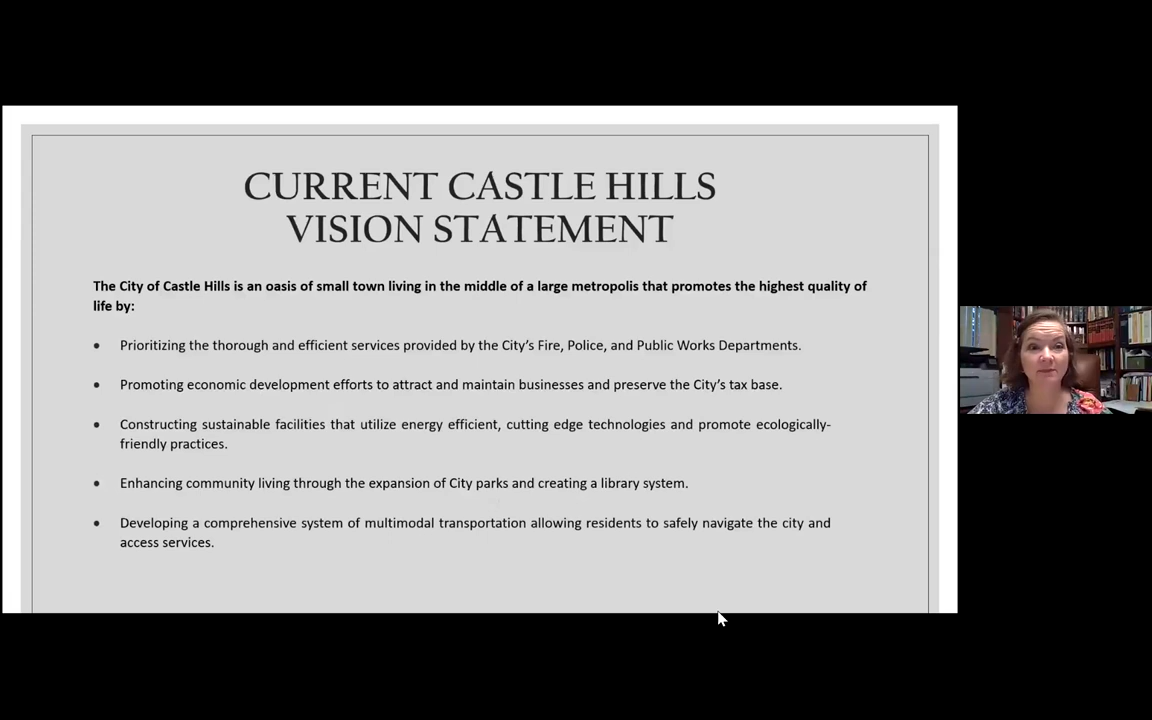 CURRENT CASTLE HILLS
VISION STATEMENT
The City of Castle Hills is an oasis of small town living in the middle of a large metropolis that promotes the highest quality of
life by:
• Prioritizing the thorough and efficient services provided by the City's Fire, Police, and Public Works Departments.
• Promoting economic development efforts to attract and maintain businesses and preserve the City's tax base.
• Constructing sustainable facilities that utilize energy efficient, cutting edge technologies and promote ecologically-
friendly practices.
• Enhancing community living through the expansion of City parks and creating a library system.
• Developing a comprehensive system of multimodal transportation allowing residents to safely navigate the city and
access services.